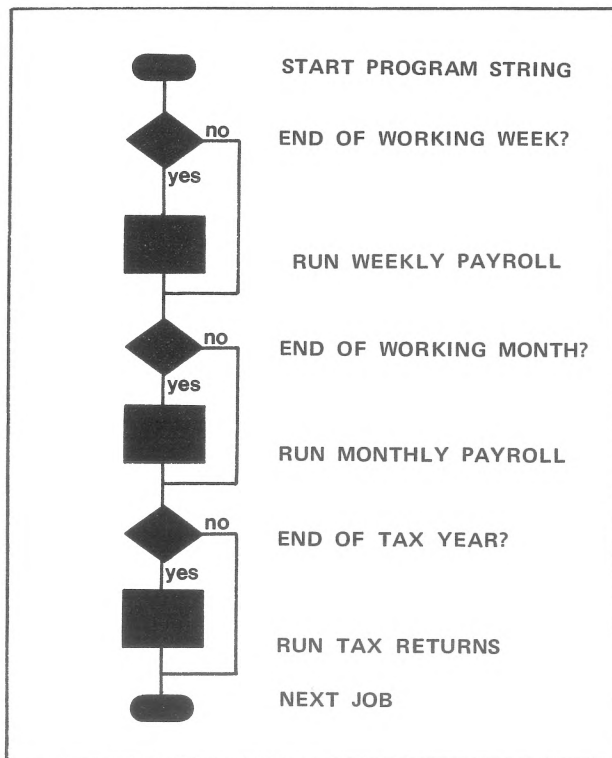 START PROGRAM STRING
no
END OF WORKING WEEK?
yes
RUN WEEKLY PAYROLL
no
END OF WORKING MONTH?
yes
RUN MONTHLY PAYROLL
no
END OF TAX YEAR?
yes
RUN TAX RETURNS
NEXT JOB